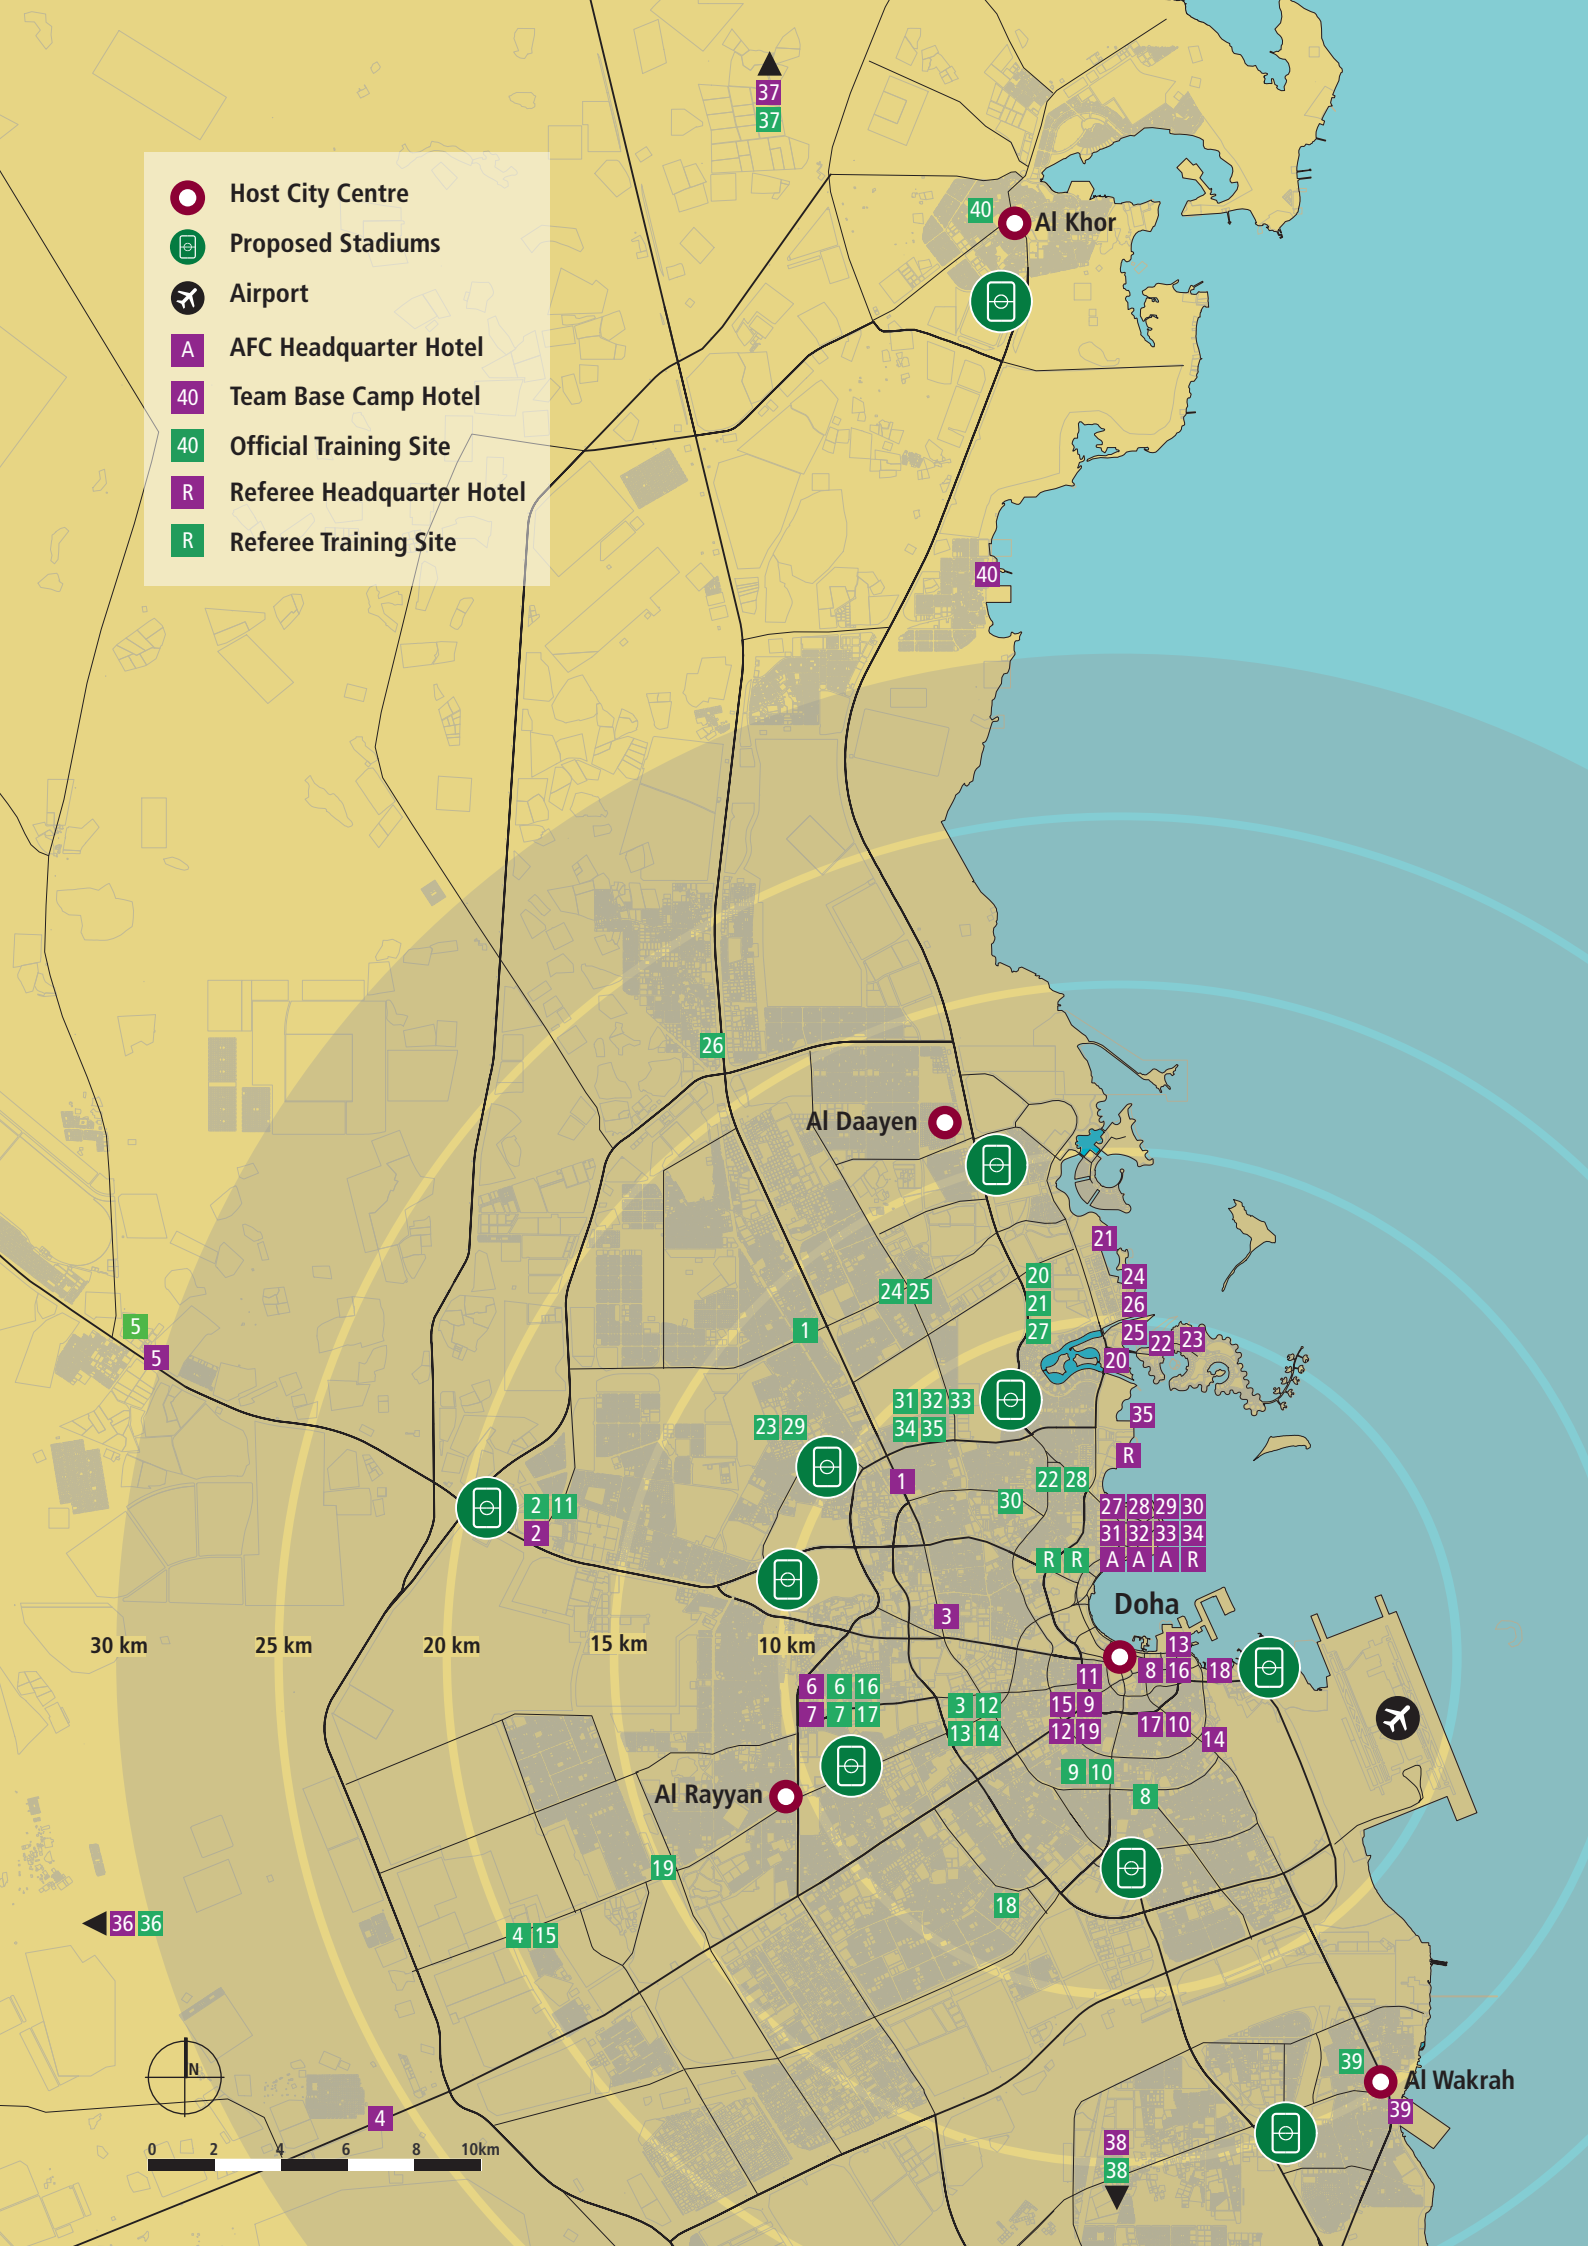 37
37
Host City Centre
Proposed Stadiums
Airport
A AFC Headquarter Hotel
40 Team Base Camp Hotel
40 Official Training Site
R Referee Headquarter Hotel
R Referee Training Site
40 Al Khor
40
26
Al Daayen
21
20 24
24 25
21 26
1 27 25 22 23
5
5
20
31 32 33
35
23 29 34 35
R
1 22 28
30
2 11 27 28 29 30
2 31 32 33 34
R R A A A R
Doha
3
30 km 25 km 20 km 15 km 10 km
13
11 8 16 18
6 6 16
3 12 15 9
7 7 17
13 14 12 19 17 10
14
9 10
Al Rayyan
8
19
18
36 36
4 15
N
39
Al Wakrah
4
39
38
0 2 4 6 8 10km
38